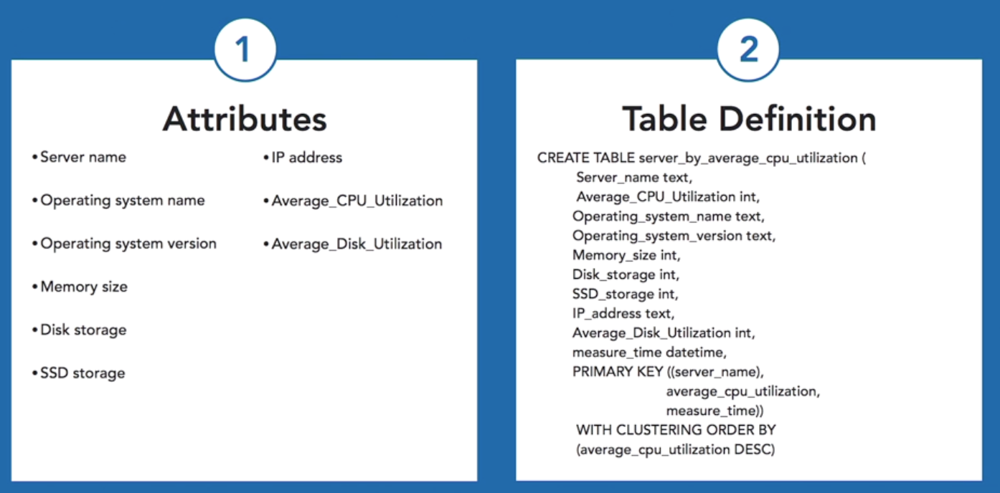 1
Attributes
• Server name
• Operating system name
• Operating system version
• Memory size
• Disk storage
• SSD storage
• IP address
• Average_CPU_Utilization
• Average_Disk_Utilization
2
Table Definition
CREATE TABLE server_by_average_cpu_utilization (
Server_name text,
Average_CPU_Utilization int,
Operating_system_name text,
Operating_system_version text,
Memory_size int,
Disk_storage int,
SSD_storage int,
IP_address text,
Average_Disk_Utilization int,
measure_time datetime,
PRIMARY KEY ((server_name),
average_cpu_utilization,
measure_time))
WITH CLUSTERING ORDER BY
(average_cpu_utilization DESC)